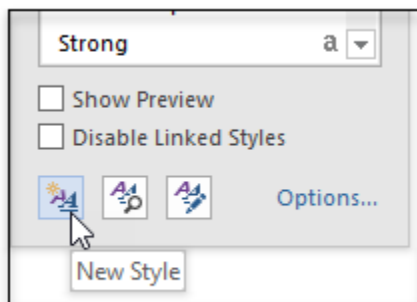 Strong a
Show Preview
Disable Linked Styles
Options...
New Style